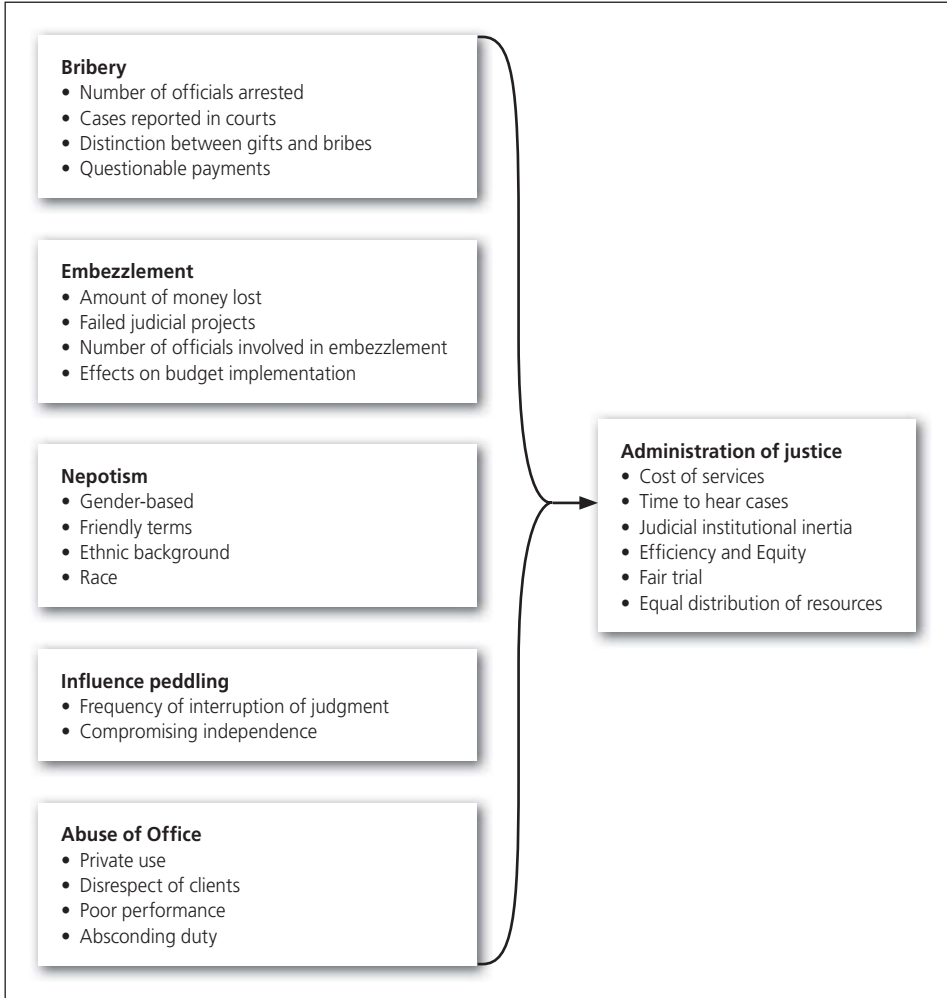 Bribery
• Number of officials arrested
• Cases reported in courts
• Distinction between gifts and bribes
• Questionable payments
Embezzlement
• Amount of money lost
• Failed judicial projects
• Number of officials involved in embezzlement
• Effects on budget implementation
Nepotism
• Gender-based
• Friendly terms
• Ethnic background
• Race
Influence peddling
• Frequency of interruption of judgment
• Compromising independence
Abuse of Office
• Private use
• Disrespect of clients
• Poor performance
• Absconding duty
Administration of justice
• Cost of services
• Time to hear cases
• Judicial institutional inertia
• Efficiency and Equity
• Fair trial
• Equal distribution of resources